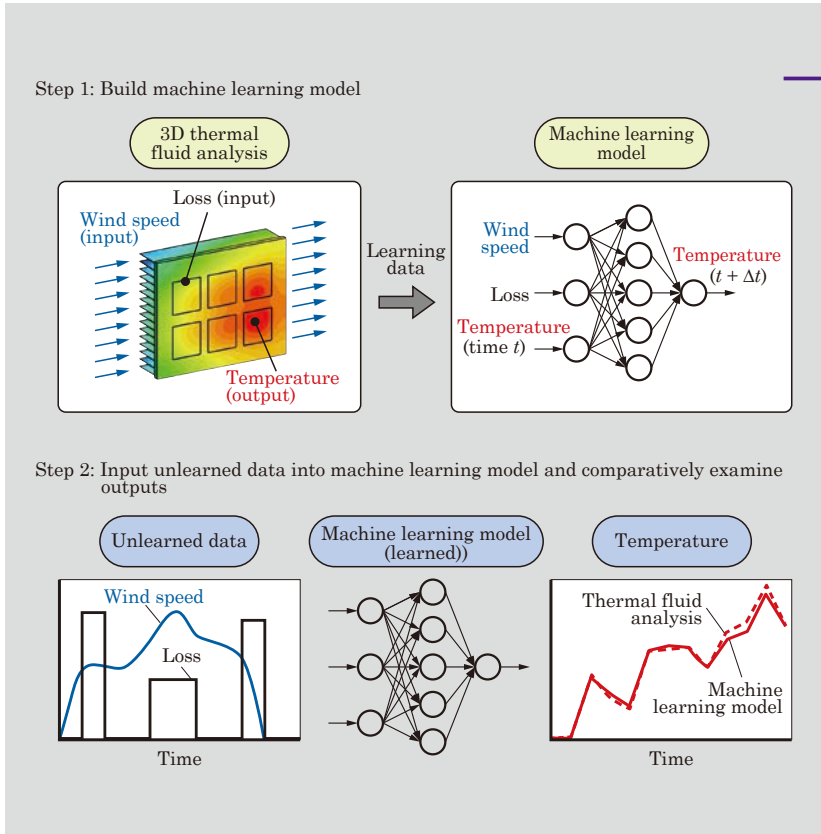 Step 1: Build machine learning model
3D thermal
fluid analysis
Machine learning
model
Loss (input)
Wind speed
(input)
Temperature
(output)
Learning
data
Wind
speed
Loss
Temperature
(time t)
Temperature
(t + Δt)
Step 2: Input unlearned data into machine learning model and comparatively examine
outputs
Unlearned data
Machine learning model
(learned))
Temperature
Wind speed
Loss
Time
Thermal fluid
analysis
Machine
learning model
Time